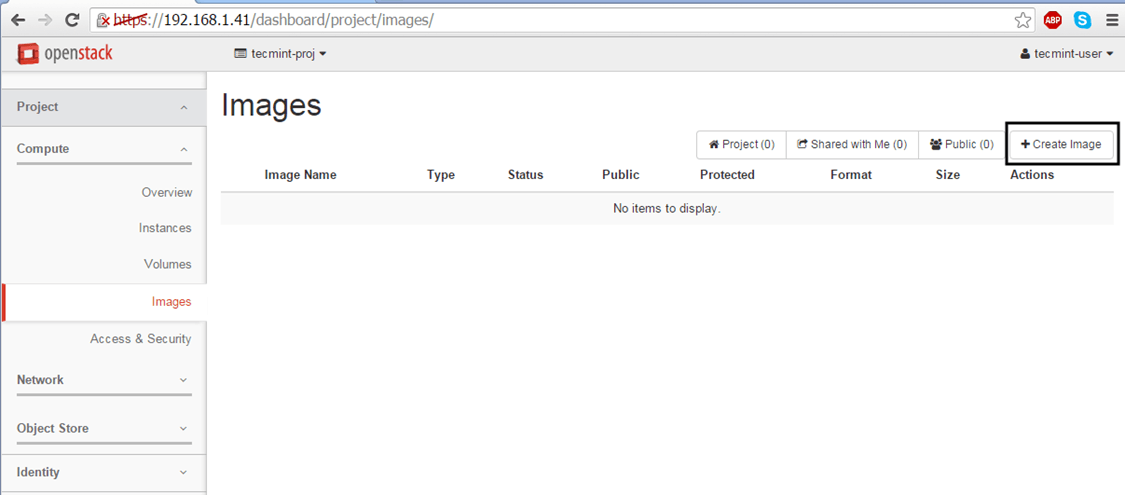 https://192.168.1.41/dashboard/project/images/
ABP
S
openstack
tecmint-proj
tecmint-user
Project
Compute
Overview
Instances
Volumes
Images
Access & Security
Network
Object Store
Identity
Images
Project (0) Shared with Me (0) Public (0) + Create Image
Image Name Type Status Public Protected Format Size Actions
No items to display.